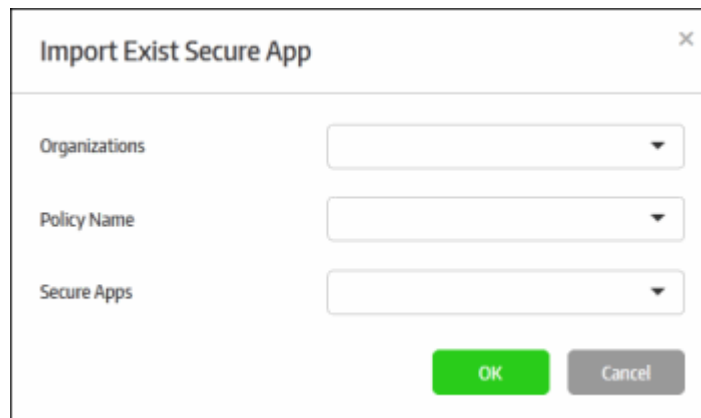 Import Exist Secure App
Organizations
Policy Name
Secure Apps
OK Cancel